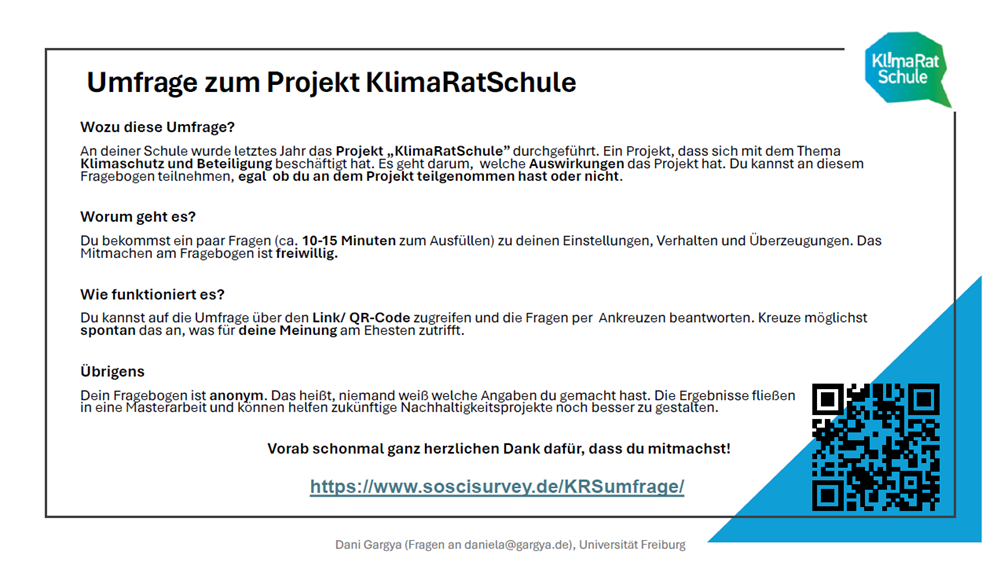 Kl!maRat
Schule
Umfrage zum Projekt KlimaRatSchule
Wozu diese Umfrage?
An deiner Schule wurde letztes Jahr das Projekt „KlimaRatSchule” durchgeführt. Ein Projekt, dass sich mit dem Thema
Klimaschutz und Beteiligung beschäftigt hat. Es geht darum, welche Auswirkungen das Projekt hat. Du kannst an diesem
Fragebogen teilnehmen, egal ob du an dem Projekt teilgenommen hast oder nicht.
Worum geht es?
Du bekommst ein paar Fragen (ca. 10-15 Minuten zum Ausfüllen) zu deinen Einstellungen, Verhalten und Überzeugungen. Das
Mitmachen am Fragebogen ist freiwillig.
Wie funktioniert es?
Du kannst auf die Umfrage über den Link/ QR-Code zugreifen und die Fragen per Ankreuzen beantworten. Kreuze möglichst
spontan das an, was für deine Meinung am Ehesten zutrifft.
Übrigens
Dein Fragebogen ist anonym. Das heißt, niemand weiß welche Angaben du gemacht hast. Die Ergebnisse fließen
in eine Masterarbeit und können helfen zukünftige Nachhaltigkeitsprojekte noch besser zu gestalten.
Vorab schonmal ganz herzlichen Dank dafür, dass du mitmachst!
https://www.soscisurvey.de/KRSumfrage/
Dani Gargya (Fragen an daniela@gargya.de), Universität Freiburg